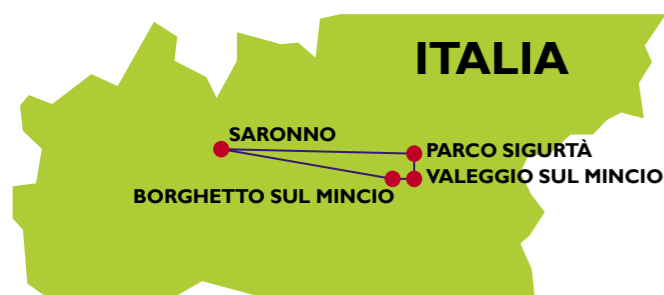 ITALIA
SARONNO
PARCO SIGURTÀ
VALEGGIO SUL MINCIO
BORGHETTO SUL MINCIO